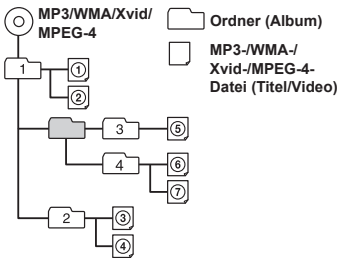 MP3/WMA/Xvid/
MPEG-4
Ordner (Album)
MP3-/WMA-/
Xvid-/MPEG-4-
Datei (Titel/Video)
1
①
②
3
⑤
4
⑥
⑦
2
③
④